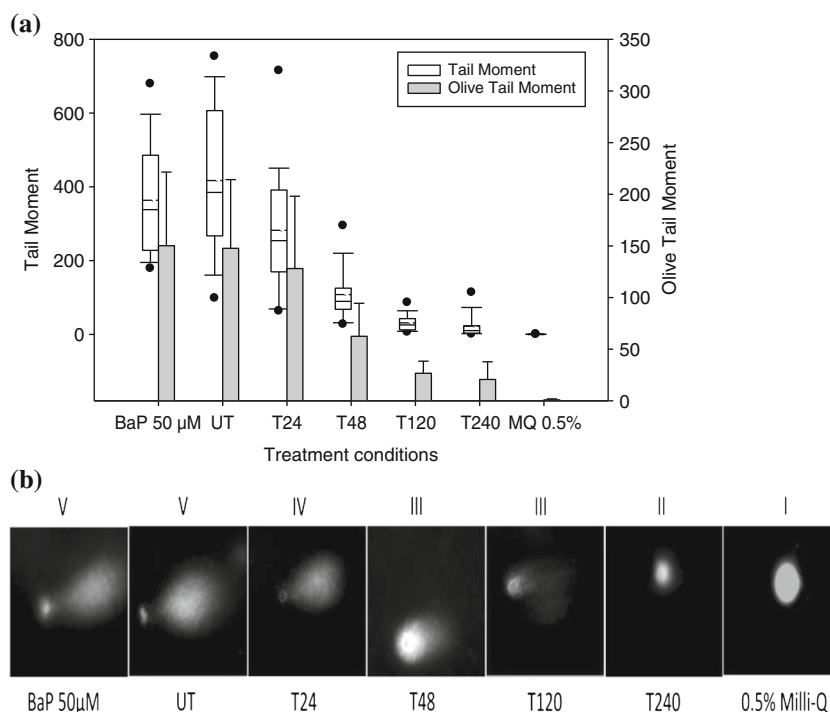 (a)
800
600
400
200
0
Tail Moment
350
300
250
200
150
100
50
0
Olive Tail Moment
Tail Moment
Olive Tail Moment
BaP 50 µM UT T24 T48 T120 T240 MQ 0.5%
Treatment conditions
(b)
V V IV III III II I
BaP 50µM UT T24 T48 T120 T240 0.5% Milli-Q